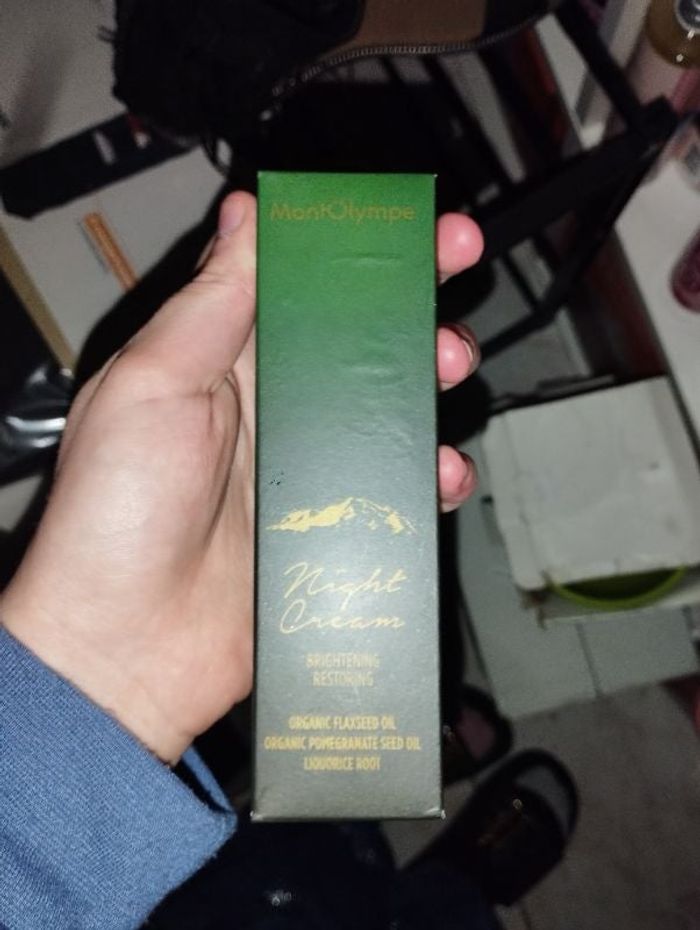 MontOlympe
Night
Cream
BRIGHTENING
RESTORING
ORGANIC FLAXSEED OIL
ORGANIC POMEGRANATE SEED OIL
LIQUORICE ROOT